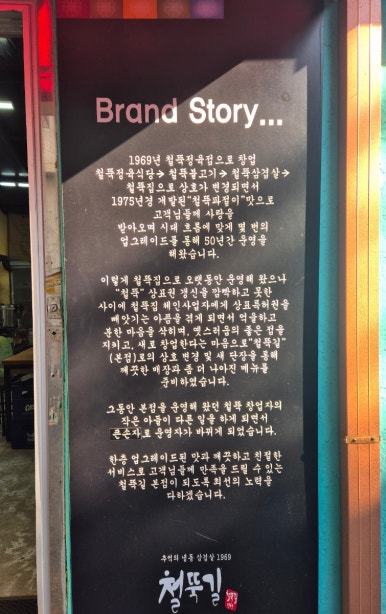 Brand Story...
1969년 철뚝정육점으로 창업
철뚝정육식당→ 철뚝불고기→ 철뚝삼겹살→
철뚝집으로 상호가 변경되면서
1975년경 개발된“철뚝파절이”맛으로
고객님들께 사랑을
받아오며 시대 흐름에 맞게 몇 번의
업그레이드를 통해 50년간 운영을
해왔습니다.
이렇게 철뚝집으로 오랫동안 운영해 왔으나
“철뚝” 상표권 갱신을 깜빡하고 못한
사이에 철뚝집 체인사업자에게 상표특허권을
빼앗기는 아픔을 겪게 되면서 억울하고
분한 마음을 삭히며, 옛스러움의 좋은 점을
지키고, 새로 창업한다는 마음으로“철뚝길”
(본점)로의 상호 변경 및 새 단장을 통해
깨끗한 매장과 좀 더 나아진 메뉴를
준비하였습니다.
그동안 본점을 운영해 왔던 철뚝 창업자의
작은 아들이 다른 일을 하게 되면서
큰손자로 운영자가 바뀌게 되었습니다.
한층 업그레이드된 맛과 깨끗하고 친절한
서비스로 고객님들께 만족을 드릴 수 있는
철뚝길 본점이 되도록 최선의 노력을
다하겠습니다.
추억의 냉동 삼겹살 1969
철뚝길